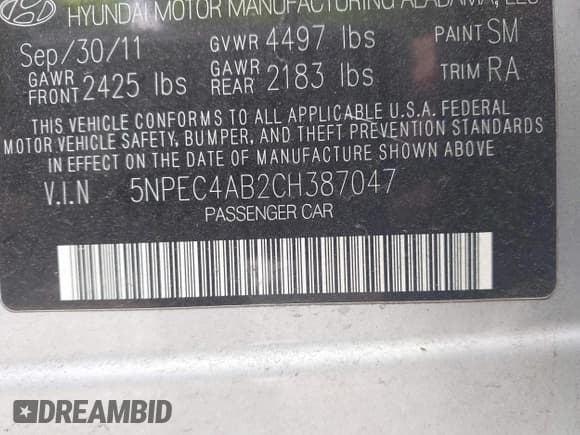 HYUNDAI MOTOR MANUFACTURING ALABAMA, LLC
Sep/30/11 GVWR 4497 lbs PAINT SM
GAWR FRONT 2425 lbs GAWR REAR 2183 lbs TRIM RA
THIS VEHICLE CONFORMS TO ALL APPLICABLE U.S.A. FEDERAL
MOTOR VEHICLE SAFETY, BUMPER, AND THEFT PREVENTION STANDARDS
IN EFFECT ON THE DATE OF MANUFACTURE SHOWN ABOVE.
V.I.N 5NPEC4AB2CH387047
PASSENGER CAR
DREAMBID